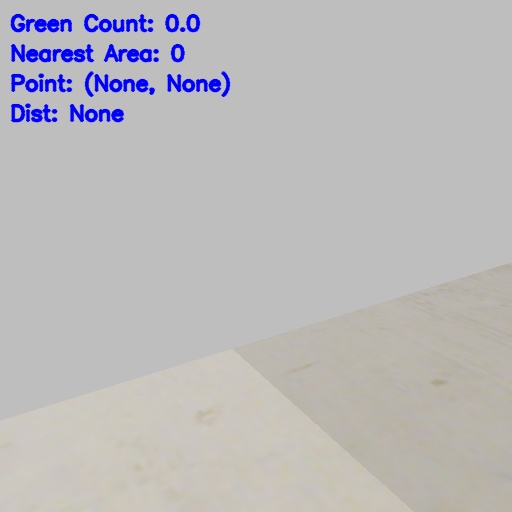 Green Count: 0.0
Nearest Area: 0
Point: (None, None)
Dist: None